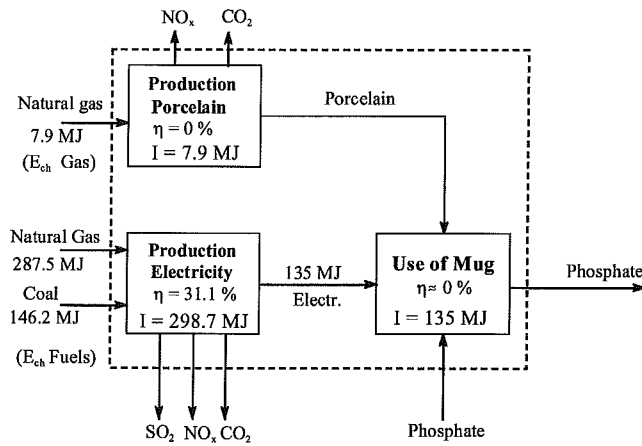 NOₓ
CO₂
Production
Porcelain
η = 0 %
I = 7.9 MJ
Natural gas
7.9 MJ
(E_ch Gas)
Porcelain
Natural Gas
287.5 MJ
Coal
146.2 MJ
(E_ch Fuels)
Production
Electricity
η = 31.1 %
I = 298.7 MJ
135 MJ
Electr.
Use of Mug
η≈ 0 %
I = 135 MJ
Phosphate
SO₂ NOₓ CO₂
Phosphate